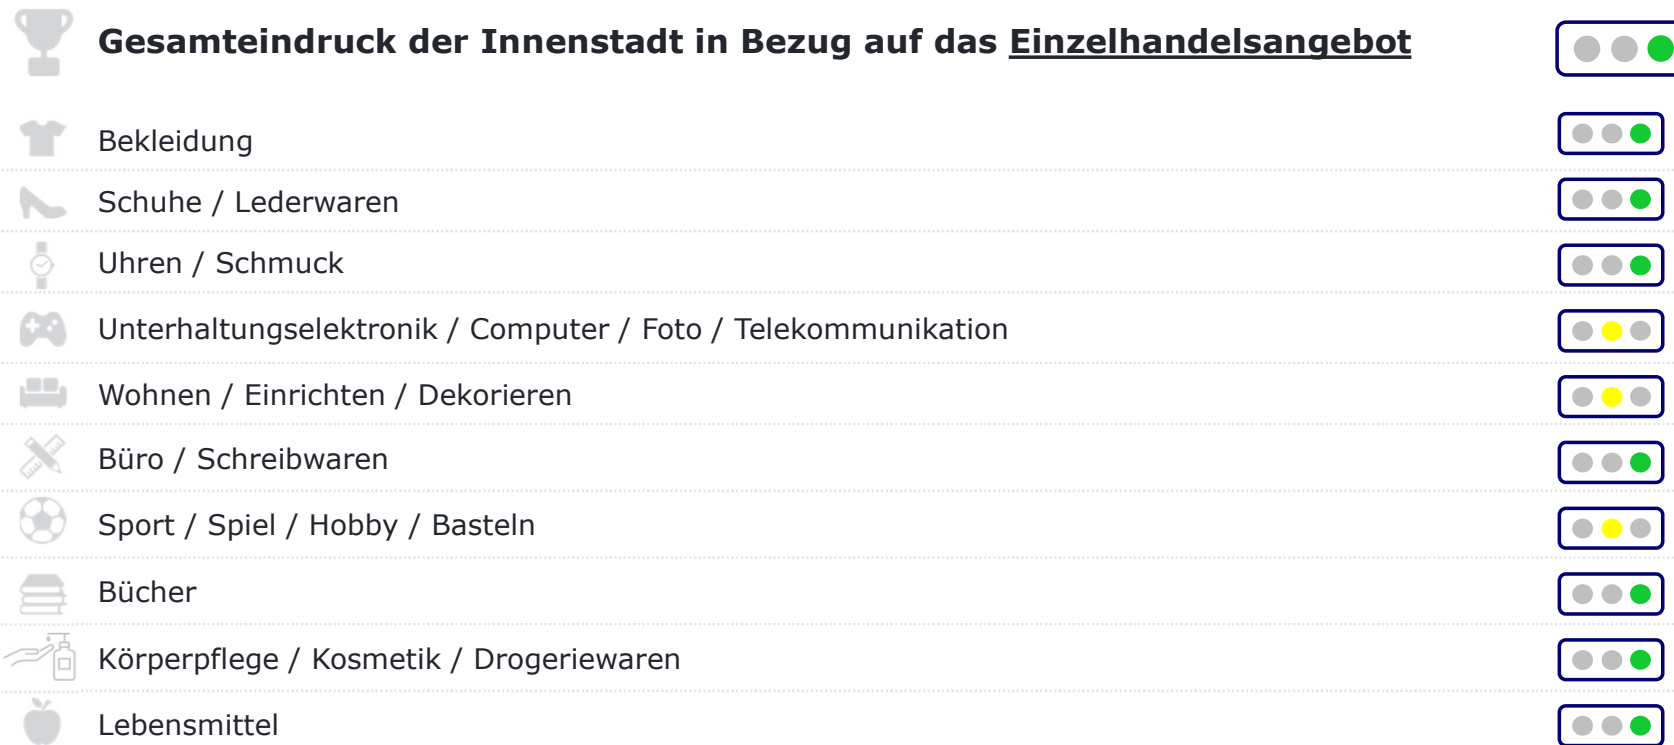 Gesamteindruck der Innenstadt in Bezug auf das Einzelhandelsangebot
Bekleidung
Schuhe / Lederwaren
Uhren / Schmuck
Unterhaltungselektronik / Computer / Foto / Telekommunikation
Wohnen / Einrichten / Dekorieren
Büro / Schreibwaren
Sport / Spiel / Hobby / Basteln
Bücher
Körperpflege / Kosmetik / Drogeriewaren
Lebensmittel